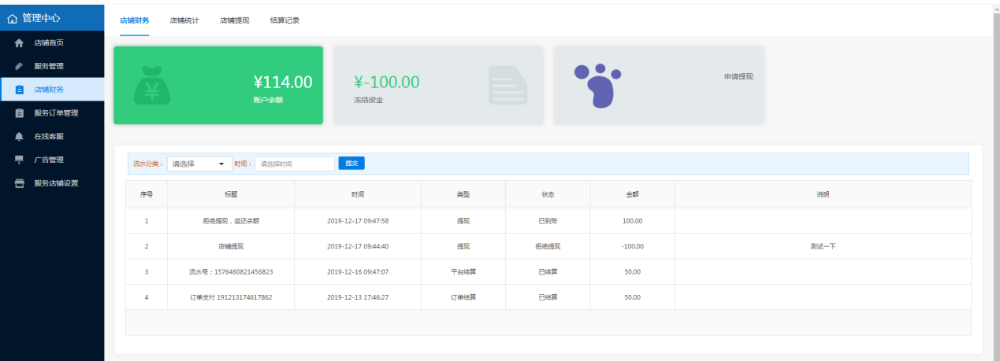 管理中心
店铺首页
服务管理
店铺财务
服务订单管理
在线客服
广告管理
服务店铺设置
店铺财务 店铺统计 店铺提现 结算记录
¥114.00
账户余额
¥-100.00
冻结资金
申请提现
流水分类： 请选择 时间： 请选择时间 提交
序号 标题 时间 类型 状态 金额 说明
1 拒绝提现，返还余额 2019-12-17 09:47:58 提现 已到账 100.00
2 店铺提现 2019-12-17 09:44:40 提现 拒绝提现 -100.00 测试一下
3 流水号：1576460821456823 2019-12-16 09:47:07 平台结算 已结算 50.00
4 订单支付 191213174617862 2019-12-13 17:46:27 订单结算 已结算 50.00